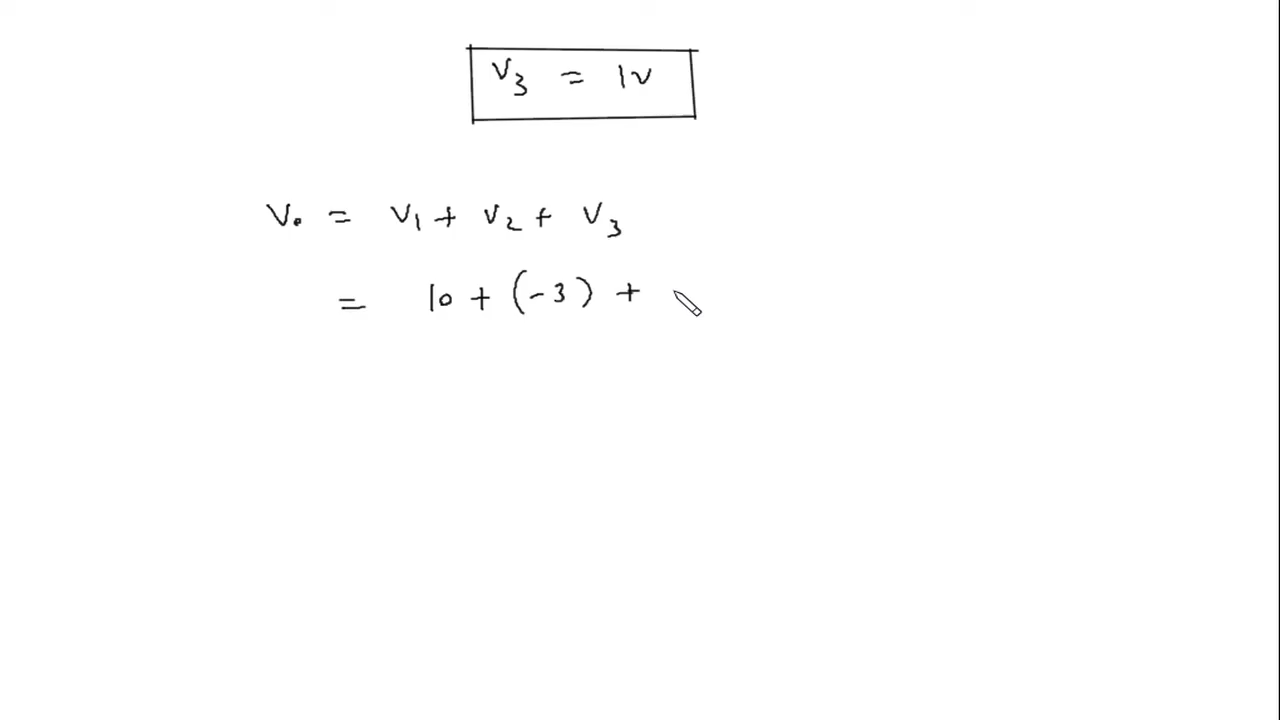 V₃ = 1V
V₀ = V₁ + V₂ + V₃
= 10 + (-3) +